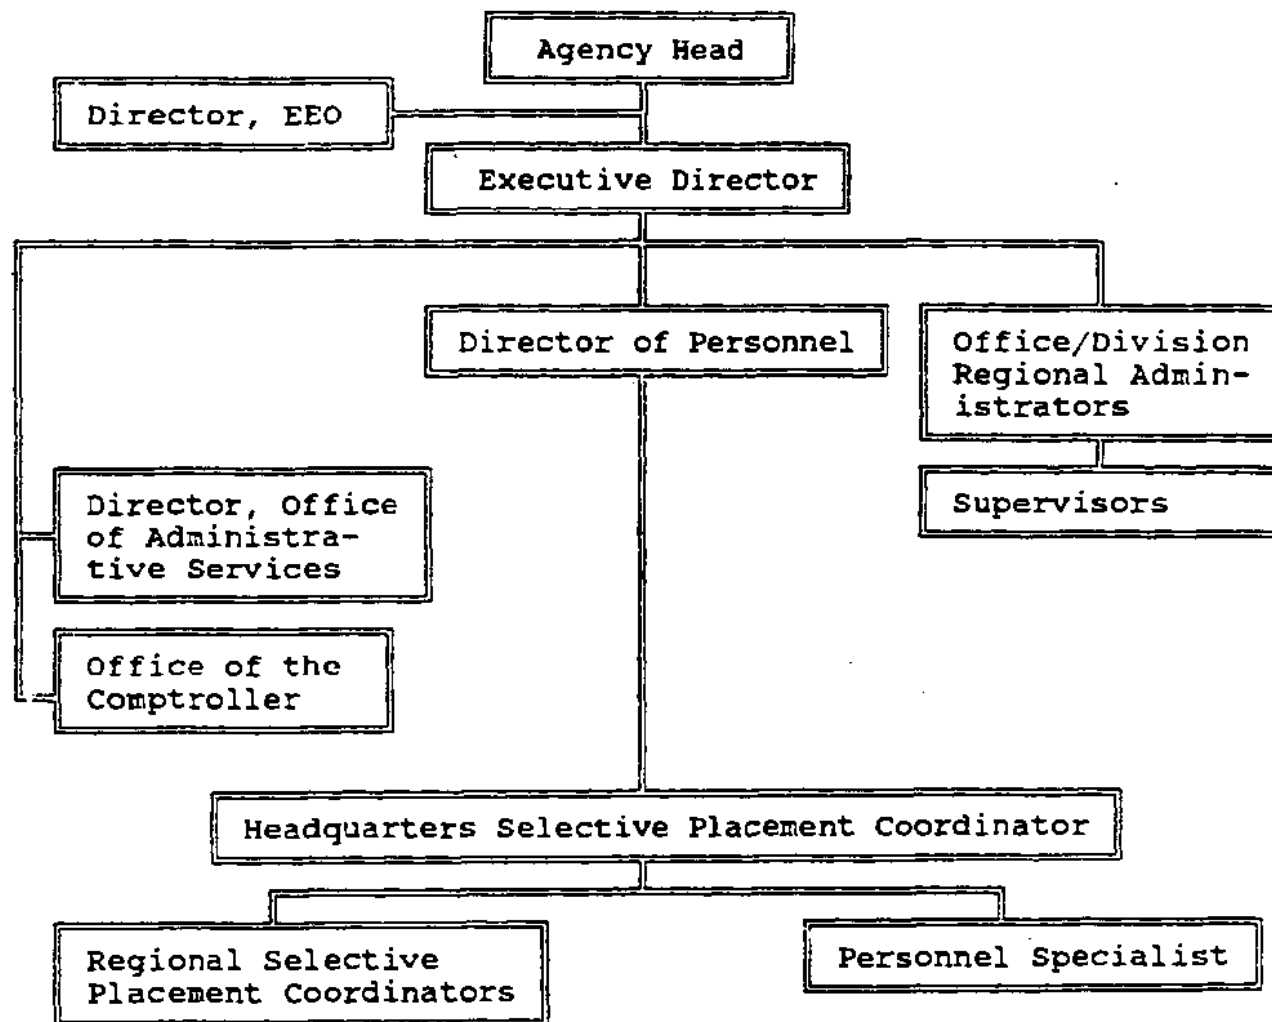 Agency Head
Director, EEO
Executive Director
Director of Personnel
Office/Division
Regional Admin-
istrators
Supervisors
Director, Office
of Administra-
tive Services
Office of the
Comptroller
Headquarters Selective Placement Coordinator
Regional Selective
Placement Coordinators
Personnel Specialist